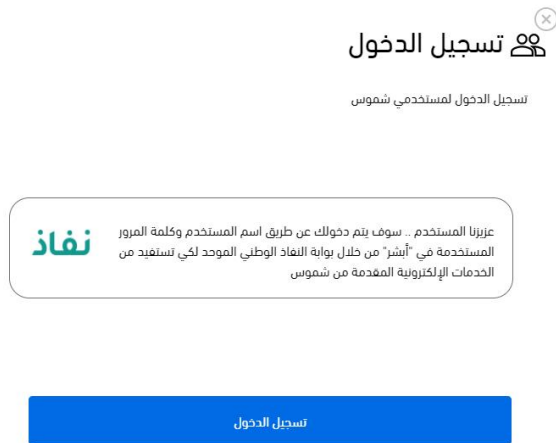 تسجيل الدخول
تسجيل الدخول لمستخدمي شموس
عزيزنا المستخدم .. سوف يتم دخولك عن طريق اسم المستخدم وكلمة المرور
المستخدمة في "أبشر" من خلال بوابة النفاذ الوطني الموحد لكي تستفيد من
الخدمات الإلكترونية المقدمة من شموس
نفاذ
تسجيل الدخول